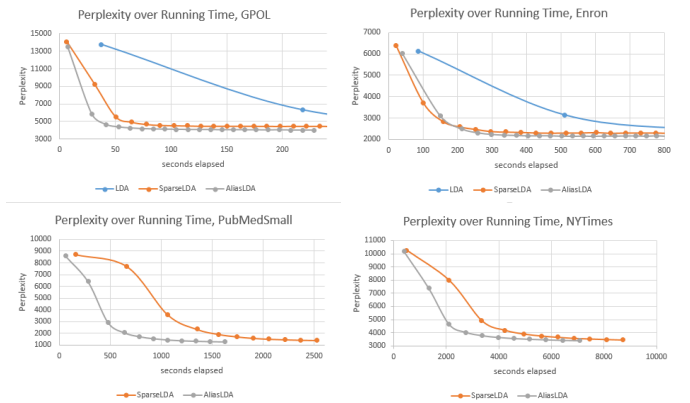 Perplexity over Running Time, GPOL
15000
13000
11000
9000
7000
5000
3000
Perplexity
0 50 100 150 200
seconds elapsed
LDA SparseLDA AliasLDA
Perplexity over Running Time, Enron
7000
6000
5000
4000
3000
2000
Perplexity
0 100 200 300 400 500 600 700 800
seconds elapsed
LDA SparseLDA AliasLDA
Perplexity over Running Time, PubMedSmall
10000
9000
8000
7000
6000
5000
4000
3000
2000
1000
Perplexity
0 500 1000 1500 2000 2500
seconds elapsed
SparseLDA AliasLDA
Perplexity over Running Time, NYTimes
11000
10000
9000
8000
7000
6000
5000
4000
3000
Perplexity
0 2000 4000 6000 8000 10000
seconds elapsed
SparseLDA AliasLDA